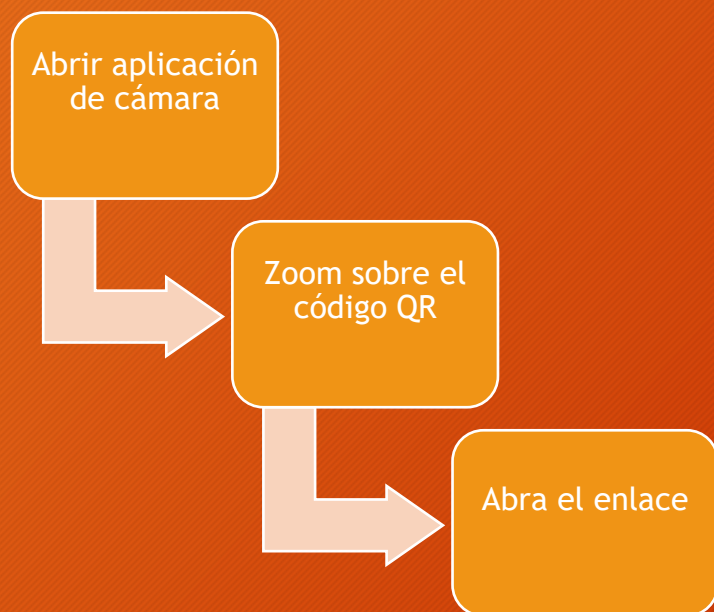 Abrir aplicación
de cámara
Zoom sobre el
código QR
Abra el enlace